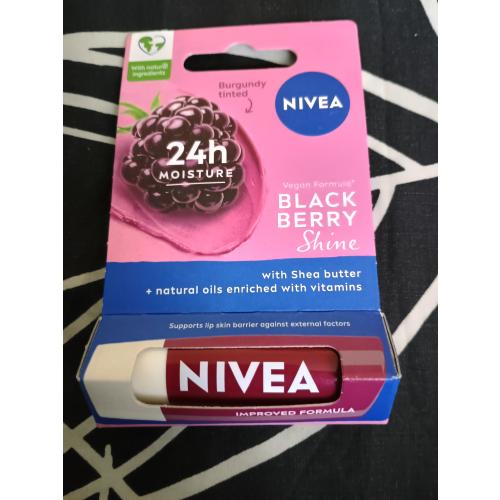 With natural
ingredients
Burgundy
tinted
NIVEA
24h
MOISTURE
Vegan Formula*
BLACK
BERRY
Shine
with Shea butter
+ natural oils enriched with vitamins
Supports lip skin barrier against external factors
NIVEA
IMPROVED FORMULA